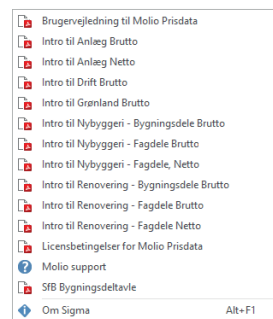 Brugervejledning til Molio Prisdata
Intro til Anlæg Brutto
Intro til Anlæg Netto
Intro til Drift Brutto
Intro til Grønland Brutto
Intro til Nybyggeri - Bygningsdele Brutto
Intro til Nybyggeri - Fagdele Brutto
Intro til Nybyggeri - Fagdele, Netto
Intro til Renovering - Bygningsdele Brutto
Intro til Renovering - Fagdele Brutto
Intro til Renovering - Fagdele Netto
Licensbetingelser for Molio Prisdata
Molio support
SfB Bygningsdeltavle
Om Sigma Alt+F1